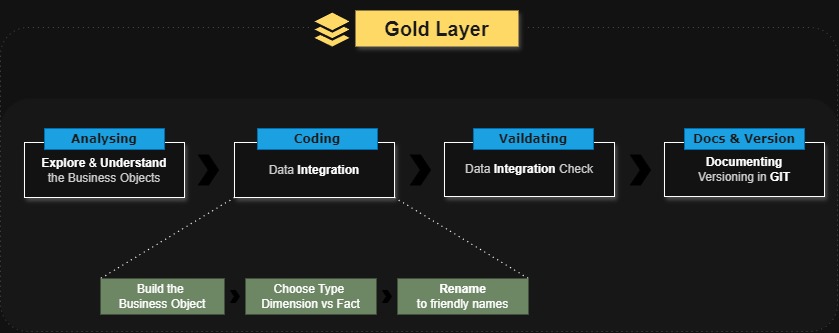 Gold Layer
Analysing
Explore & Understand
the Business Objects
Coding
Data Integration
Vaildating
Data Integration Check
Docs & Version
Documenting
Versioning in GIT
Build the
Business Object
Choose Type
Dimension vs Fact
Rename
to friendly names